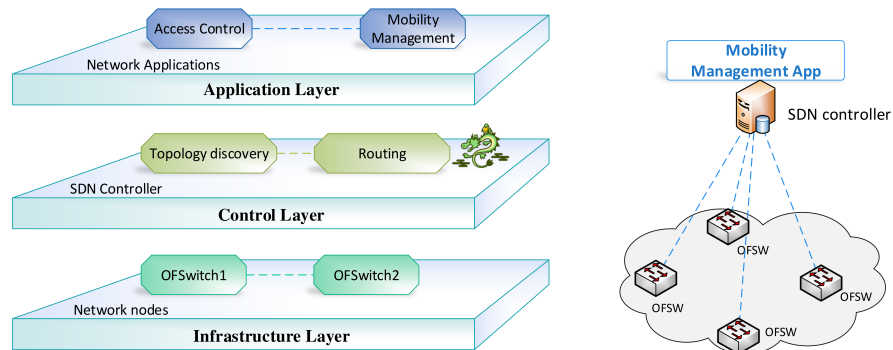 Access Control
Mobility
Management
Network Applications
Application Layer
Topology discovery
Routing
SDN Controller
Control Layer
OFSwitch1
OFSwitch2
Network nodes
Infrastructure Layer
Mobility
Management App
SDN controller
OFSW
OFSW
OFSW
OFSW